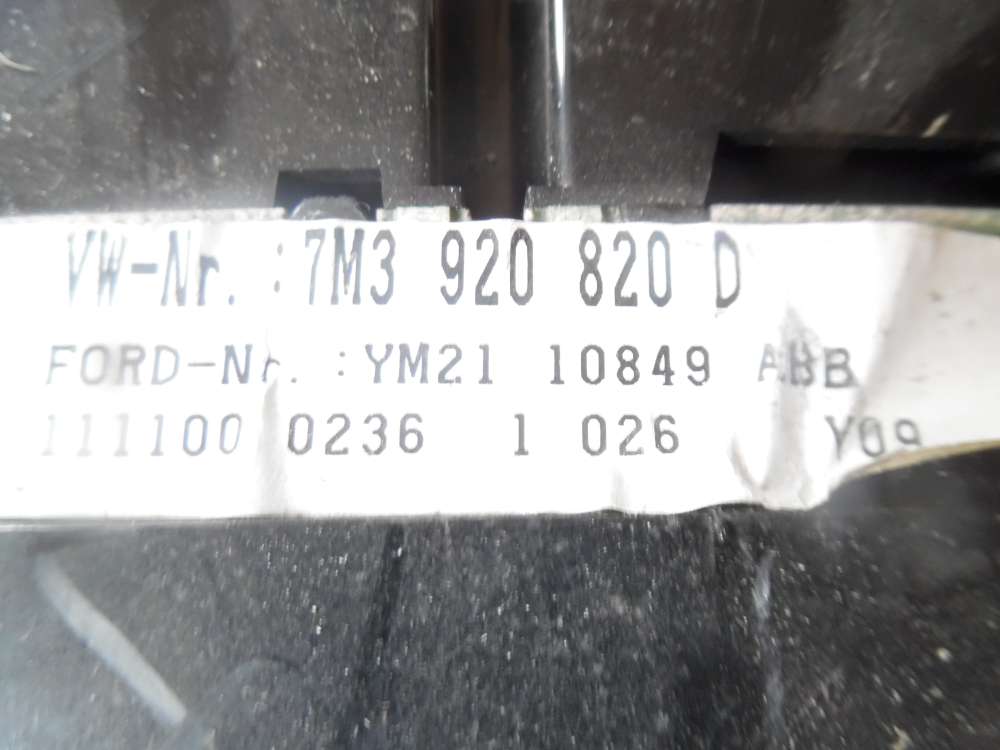 VW-Nr. :7M3 920 820 D
FORD-Nr. :YM21 10849 ABB
111100 0236 1 026 Y09